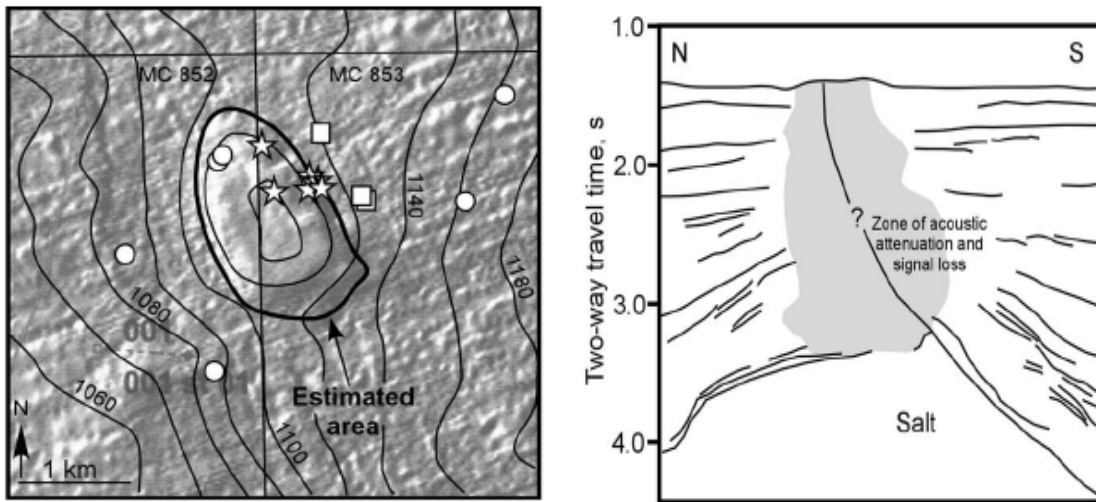 MC 852
MC 853
1140
1180
1080
1060
1100
N
1 km
Estimated
area
Two-way travel time, s
1.0
2.0
3.0
4.0
N
S
?
Zone of acoustic
attenuation and
signal loss
Salt